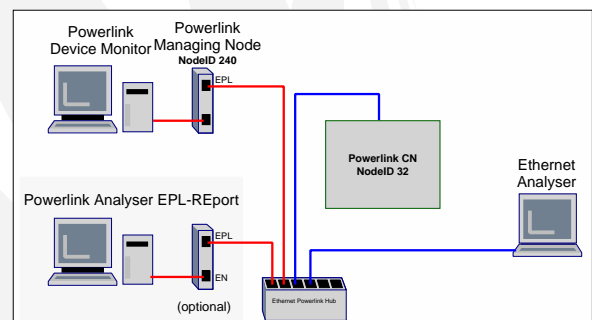 Powerlink
Device Monitor
Powerlink
Managing Node
NodeID 240
EPL
Powerlink CN
NodeID 32
Ethernet
Analyser
Powerlink Analyser EPL-REport
EPL
EN
(optional)
Ethernet Powerlink Hub